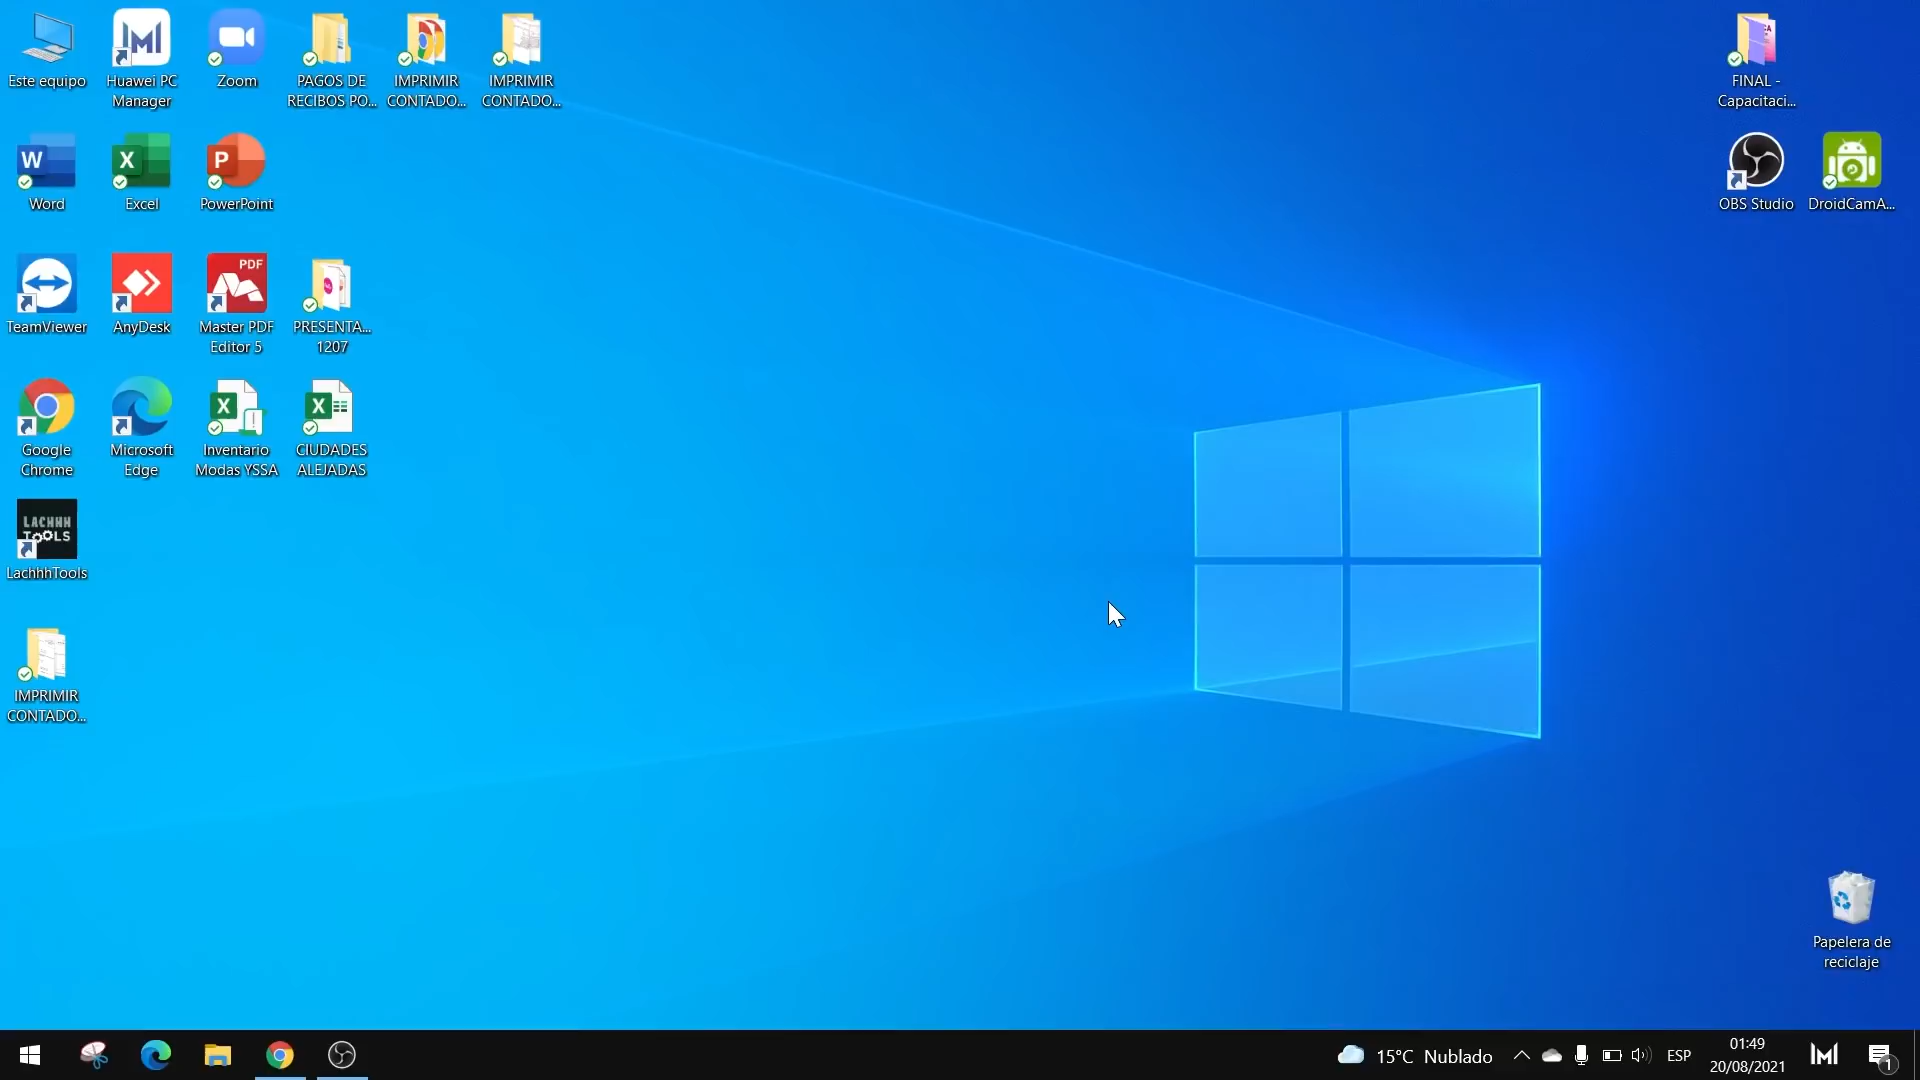 Este equipo
Huawei PC
Manager
Zoom
PAGOS DE
RECIBOS PO...
IMPRIMIR
CONTADO...
IMPRIMIR
CONTADO...
FINAL -
Capacitaci...
W
Word
X
Excel
P
PowerPoint
OBS Studio
DroidCamA...
TeamViewer
AnyDesk
PDF
Master PDF
Editor 5
PRESENTA...
1207
Google
Chrome
Microsoft
Edge
X
Inventario
Modas YSSA
X
CIUDADES
ALEJADAS
LACHHH
TOOLS
LachhhTools
IMPRIMIR
CONTADO...
Papelera de
reciclaje
15°C Nublado
ESP
01:49
20/08/2021
1